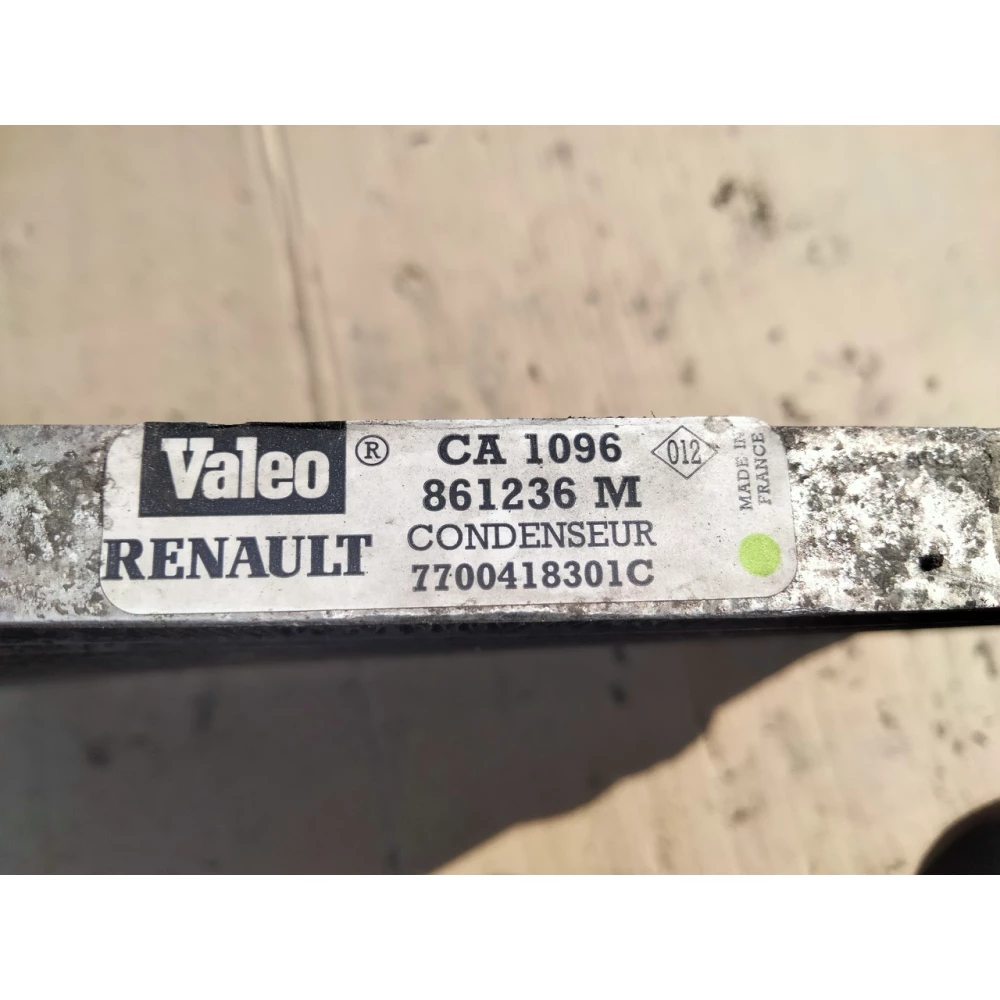 Valeo ®
RENAULT
CA 1096
861236 M
CONDENSEUR
7700418301C
012
MADE IN
FRANCE